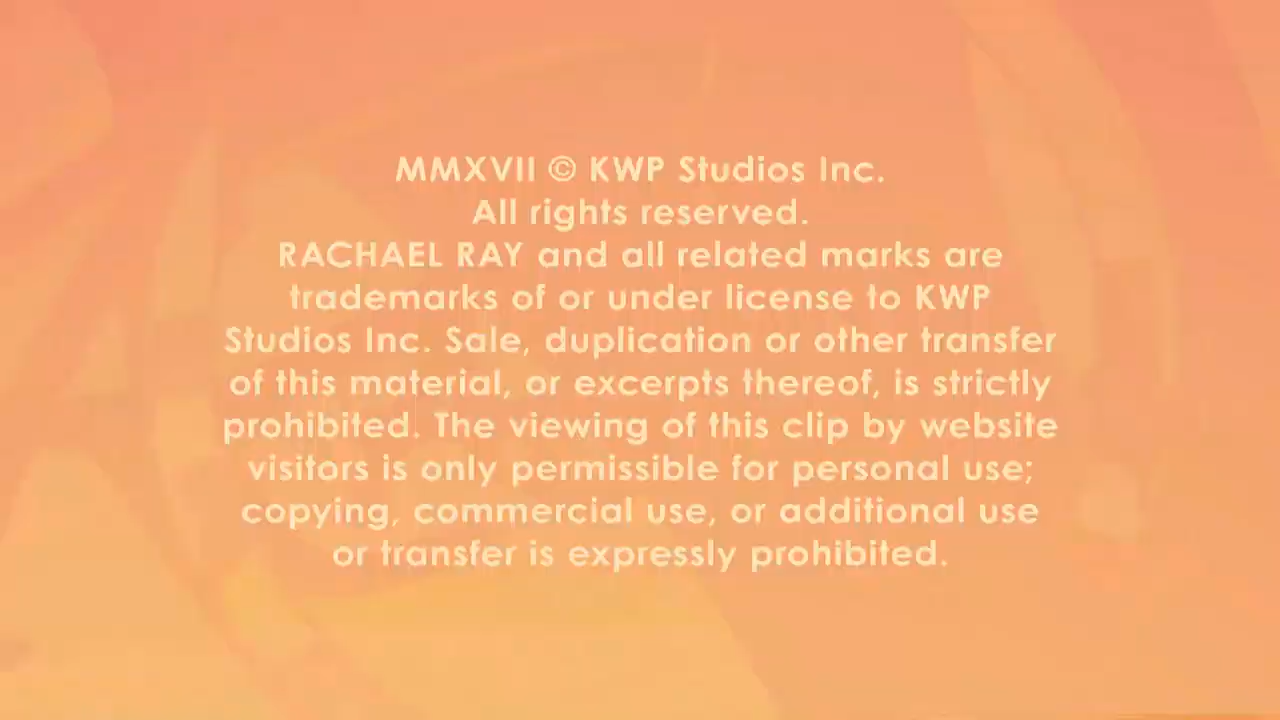 MMXVII © KWP Studios Inc.
All rights reserved.
RACHAEL RAY and all related marks are
trademarks of or under license to KWP
Studios Inc. Sale, duplication or other transfer
of this material, or excerpts thereof, is strictly
prohibited. The viewing of this clip by website
visitors is only permissible for personal use;
copying, commercial use, or additional use
or transfer is expressly prohibited.